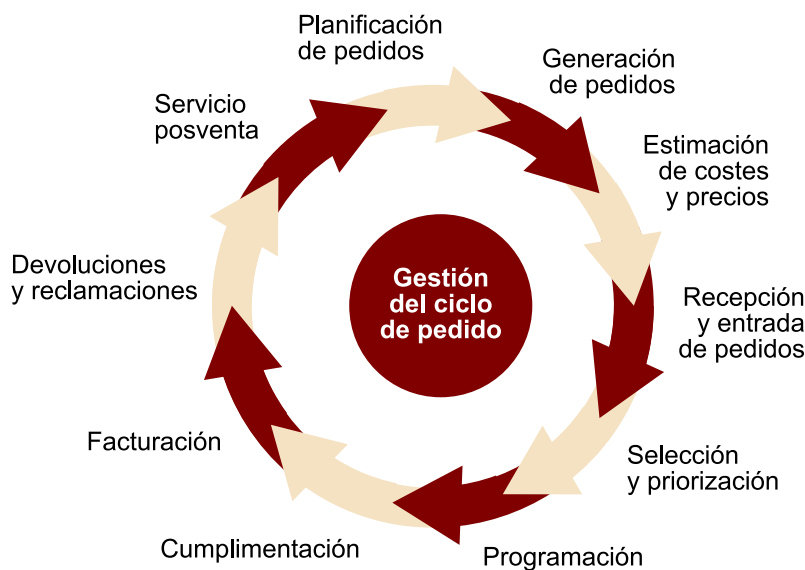 Planificación
de pedidos
Generación
de pedidos
Estimación
de costes
y precios
Recepción
y entrada
de pedidos
Selección
y priorización
Programación
Cumplimentación
Facturación
Devoluciones
y reclamaciones
Servicio
posventa
Gestión
del ciclo
de pedido